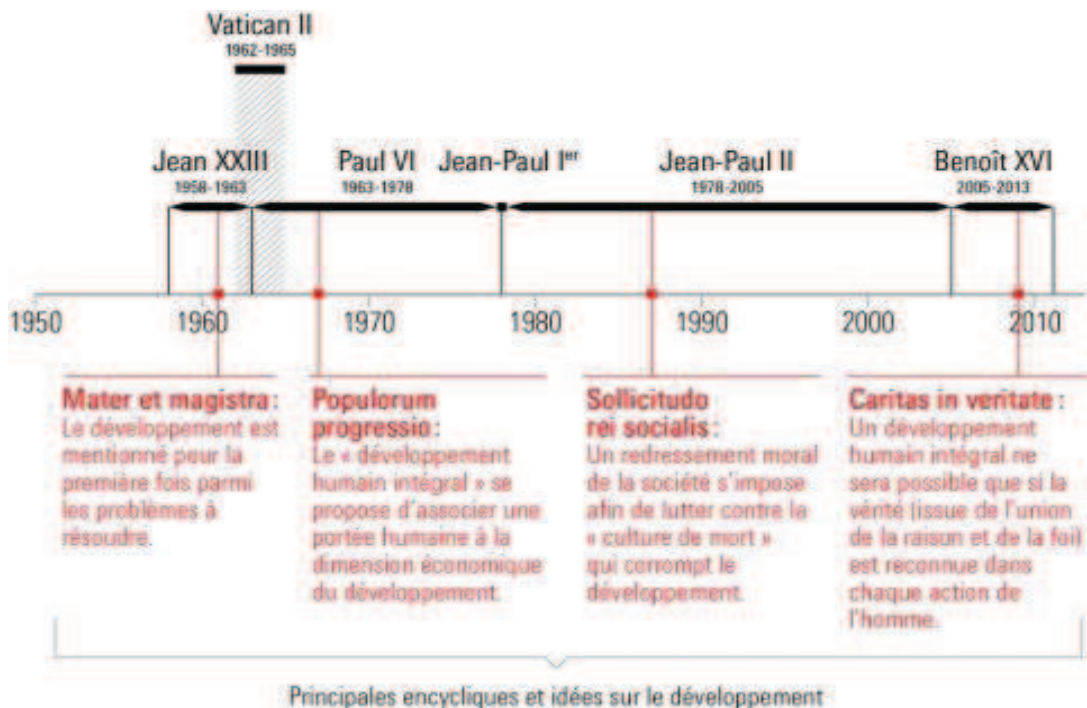 Vatican II
1962-1965
Jean XXIII
1958-1963
Paul VI
1963-1978
Jean-Paul Ier
Jean-Paul II
1978-2005
Benoît XVI
2005-2013
1950
1960
1970
1980
1990
2000
2010
Mater et magistra :
Le développement est
mentionné pour la
première fois parmi
les problèmes à
résoudre.
Populorum
progressio :
Le « développement
humain intégral » se
propose d'associer une
portée humaine à la
dimension économique
du développement.
Sollicitudo
rei socialis :
Un redressement moral
de la société s'impose
afin de lutter contre la
« culture de mort »
qui corrompt le
développement.
Caritas in veritate :
Un développement
humain intégral ne
sera possible que si la
vérité (issue de l'union
de la raison et de la foi)
est reconnue dans
chaque action de
l'homme.
Principales encycliques et idées sur le développement